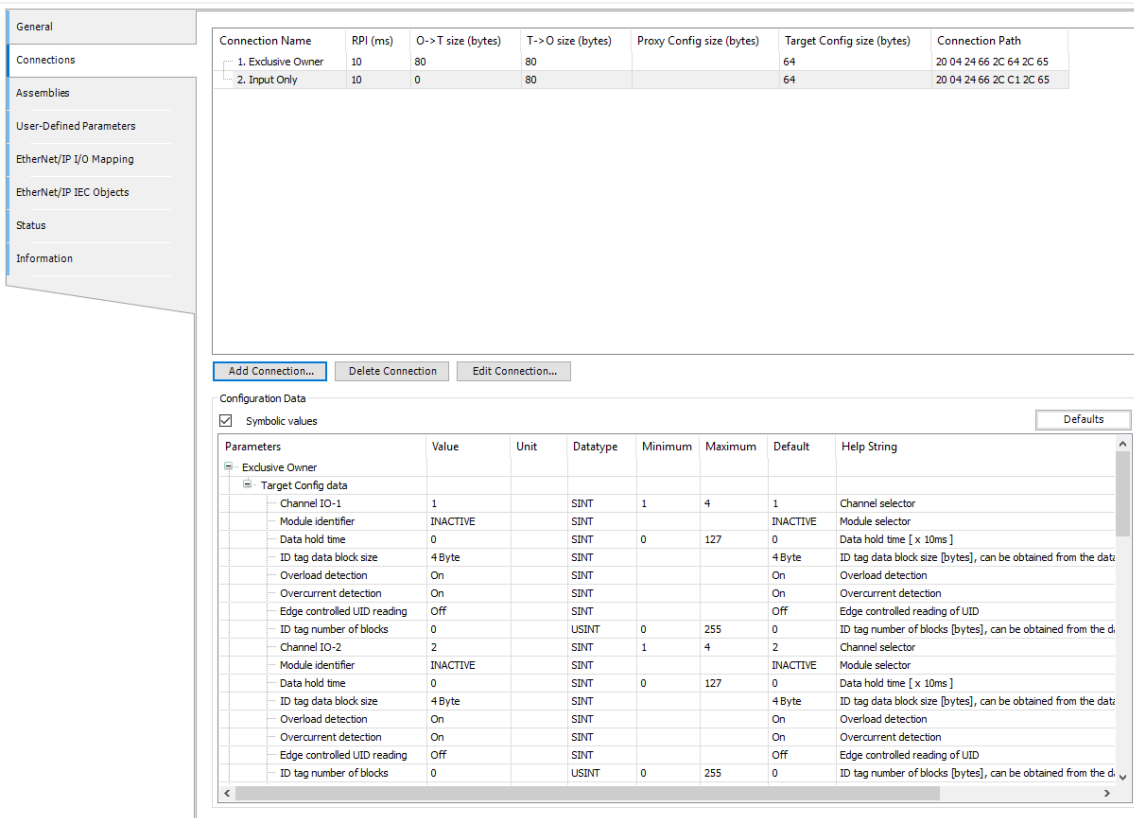 General
Connections
Assemblies
User-Defined Parameters
EtherNet/IP I/O Mapping
EtherNet/IP IEC Objects
Status
Information
Connection Name RPI (ms) O->T size (bytes) T->O size (bytes) Proxy Config size (bytes) Target Config size (bytes) Connection Path
1. Exclusive Owner 10 80 80 64 20 04 24 66 2C 64 2C 65
2. Input Only 10 0 80 64 20 04 24 66 2C C1 2C 65
Add Connection... Delete Connection Edit Connection...
Configuration Data
Symbolic values Defaults
Parameters Value Unit Datatype Minimum Maximum Default Help String
Exclusive Owner
Target Config data
Channel IO-1 1 SINT 1 4 1 Channel selector
Module identifier INACTIVE SINT INACTIVE Module selector
Data hold time 0 SINT 0 127 0 Data hold time [ x 10ms ]
ID tag data block size 4 Byte SINT 4 Byte ID tag data block size [bytes], can be obtained from the data
Overload detection On SINT On Overload detection
Overcurrent detection On SINT On Overcurrent detection
Edge controlled UID reading Off SINT Off Edge controlled reading of UID
ID tag number of blocks 0 USINT 0 255 0 ID tag number of blocks [bytes], can be obtained from the da
Channel IO-2 2 SINT 1 4 2 Channel selector
Module identifier INACTIVE SINT INACTIVE Module selector
Data hold time 0 SINT 0 127 0 Data hold time [ x 10ms ]
ID tag data block size 4 Byte SINT 4 Byte ID tag data block size [bytes], can be obtained from the data
Overload detection On SINT On Overload detection
Overcurrent detection On SINT On Overcurrent detection
Edge controlled UID reading Off SINT Off Edge controlled reading of UID
ID tag number of blocks 0 USINT 0 255 0 ID tag number of blocks [bytes], can be obtained from the da